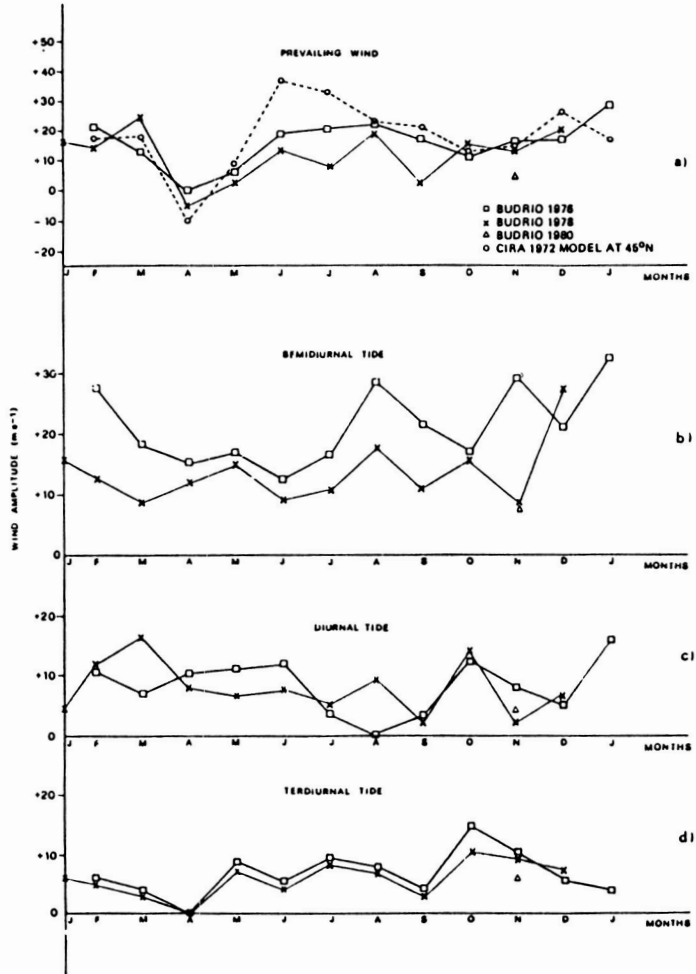 +50
PREVAILING WIND
+40
+30
+20
+10
a)
0
□ BUDRIO 1976
x BUDRIO 1978
- 10
△ BUDRIO 1980
○ CIRA 1972 MODEL AT 45°N
-20
J F M A M J J A S O N D J MONTHS
SEMIDIURNAL TIDE
+30
+20
b)
+10
0
J F M A M J J A S O N D J MONTHS
WIND AMPLITUDE (m s-1)
+20
DIURNAL TIDE
c)
+10
0
J F M A M J J A S O N D J MONTHS
TERDIURNAL TIDE
+20
d)
+10
0
J F M A M J J A S O N D J MONTHS